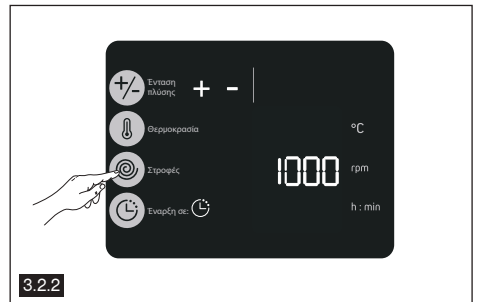 +/- Ένταση
πλύσης + -
Θερμοκρασία °C
Στροφές 1000 rpm
Έναρξη σε: h : min
3.2.2